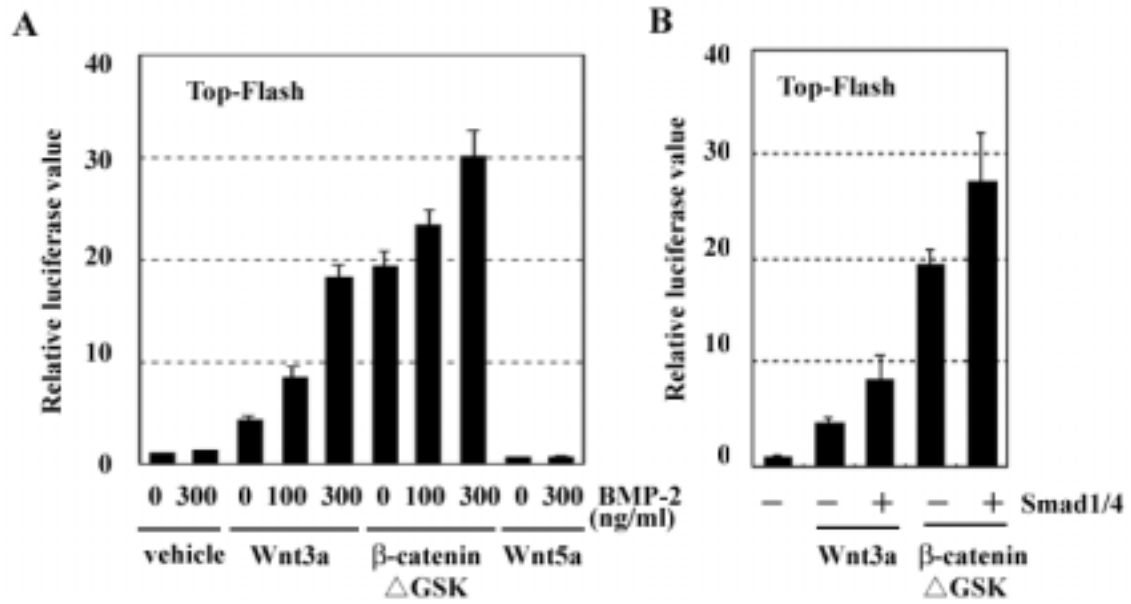 A
Top-Flash
Relative luciferase value
40
30
20
10
0
0 300 0 100 300 0 100 300 0 300 BMP-2
(ng/ml)
vehicle Wnt3a β-catenin Wnt5a
△GSK
B
Top-Flash
Relative luciferase value
40
30
20
10
0
− − + − + Smad1/4
Wnt3a β-catenin
△GSK